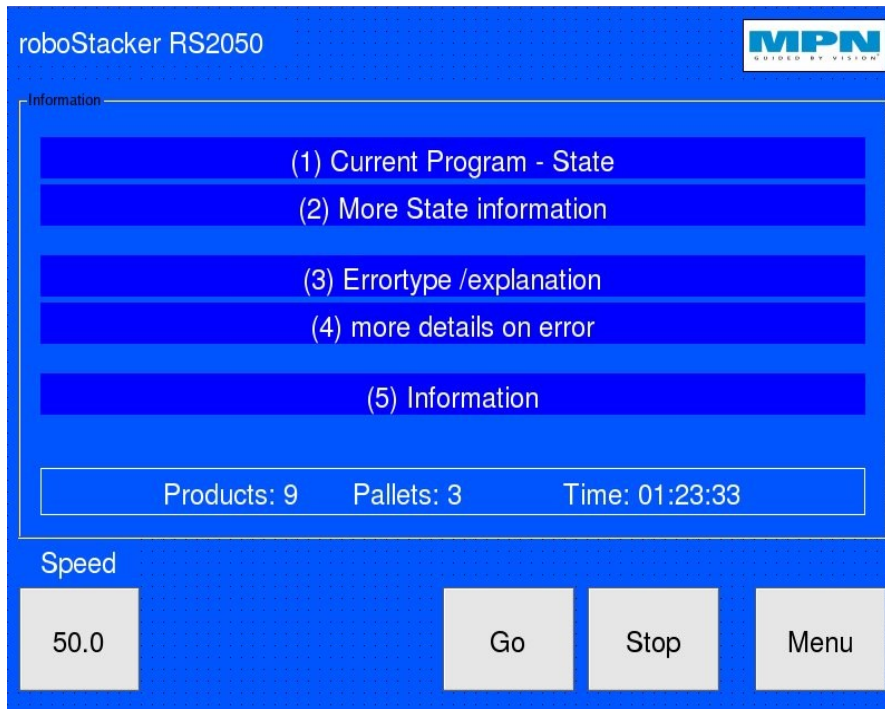 roboStacker RS2050
MPN
GUIDED BY VISION
Information
(1) Current Program - State
(2) More State information
(3) Errortype /explanation
(4) more details on error
(5) Information
Products: 9 Pallets: 3 Time: 01:23:33
Speed
50.0 Go Stop Menu